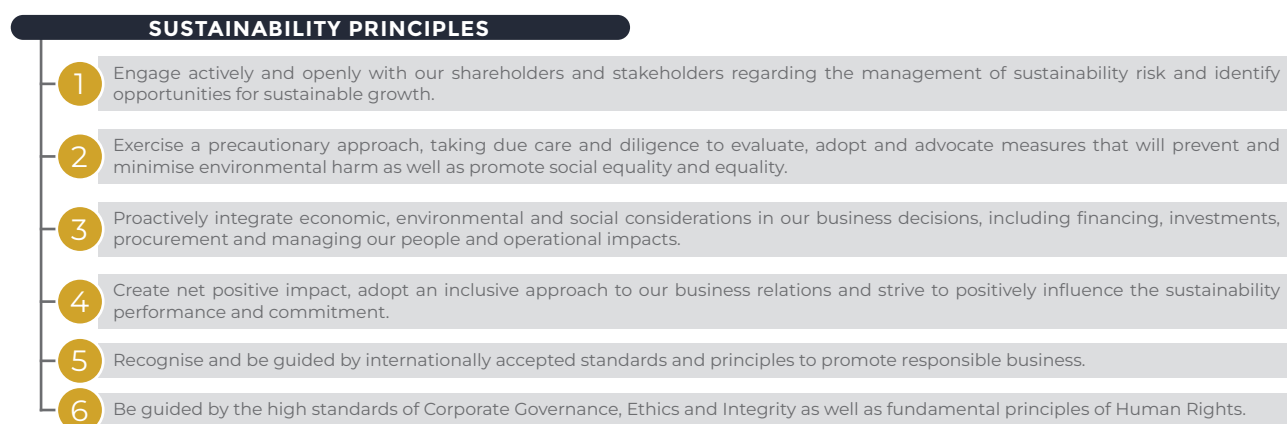 SUSTAINABILITY PRINCIPLES
1 Engage actively and openly with our shareholders and stakeholders regarding the management of sustainability risk and identify
opportunities for sustainable growth.
2 Exercise a precautionary approach, taking due care and diligence to evaluate, adopt and advocate measures that will prevent and
minimise environmental harm as well as promote social equality and equality.
3 Proactively integrate economic, environmental and social considerations in our business decisions, including financing, investments,
procurement and managing our people and operational impacts.
4 Create net positive impact, adopt an inclusive approach to our business relations and strive to positively influence the sustainability
performance and commitment.
5 Recognise and be guided by internationally accepted standards and principles to promote responsible business.
6 Be guided by the high standards of Corporate Governance, Ethics and Integrity as well as fundamental principles of Human Rights.